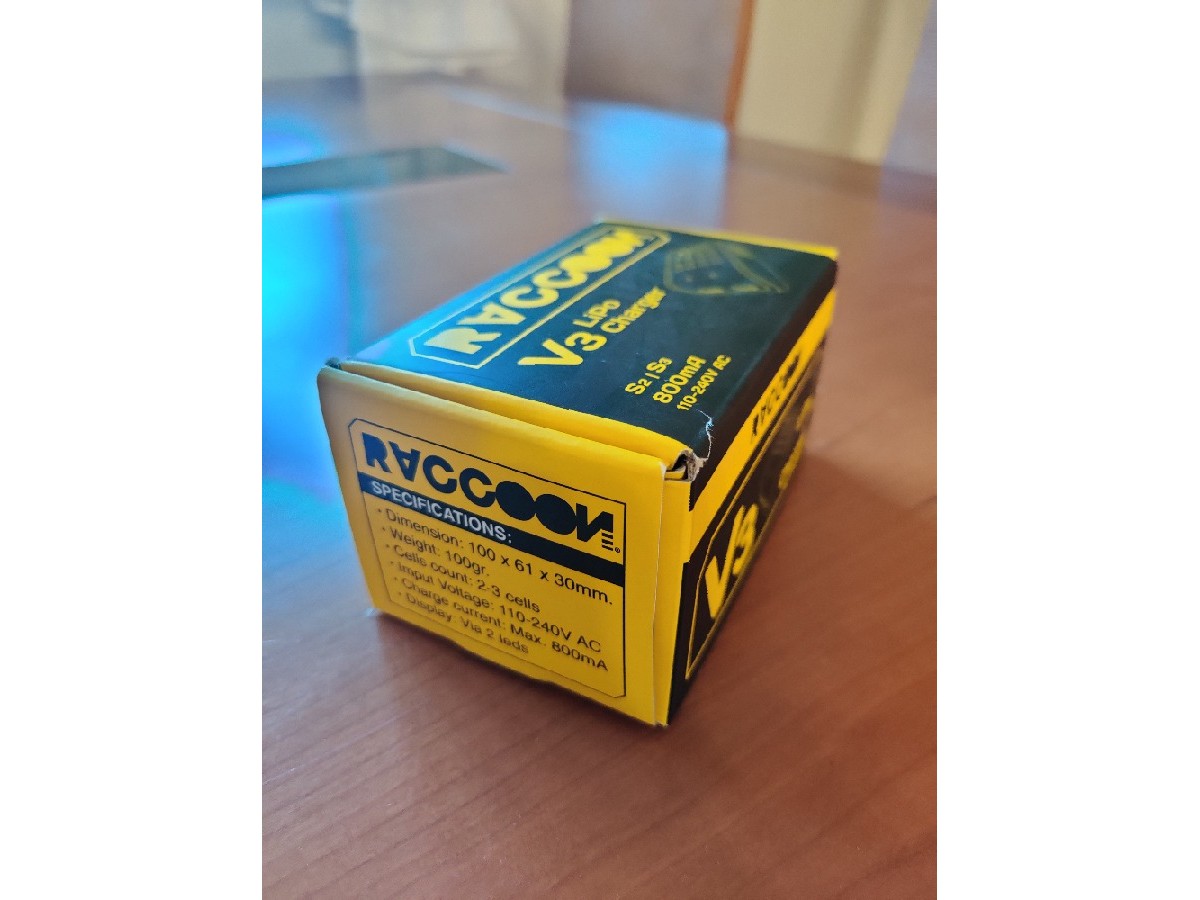 RACCOON
V3 LiPo
Charger
S2 / S3
800mA
110-240V AC
RACCOON
SPECIFICATIONS:
• Dimension: 100 x 61 x 30mm.
• Weight: 100gr.
• Cells count: 2-3 cells
• Imput Voltage: 110-240V AC
• Charge current: Max. 800mA
• Display: Via 2 leds
V3